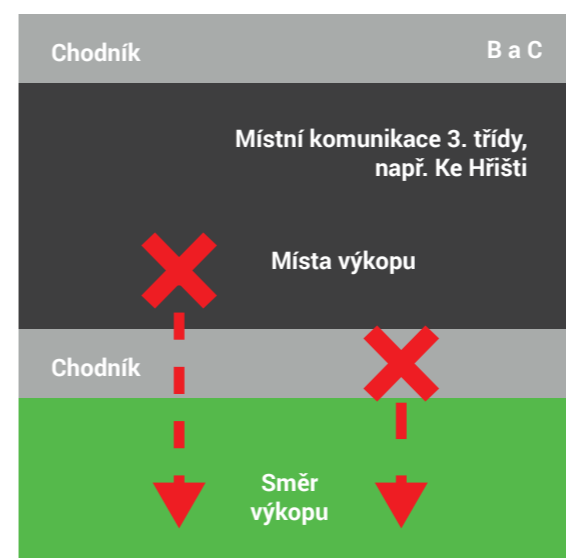 Chodník
B a C
Místní komunikace 3. třídy,
např. Ke Hřišti
Místa výkopu
Chodník
Směr
výkopu